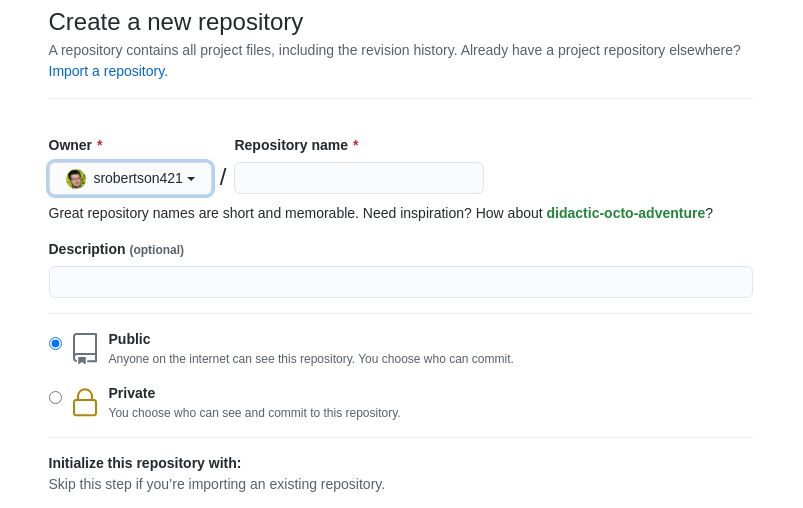 Create a new repository
A repository contains all project files, including the revision history. Already have a project repository elsewhere?
Import a repository.
Owner * Repository name *
srobertson421 /
Great repository names are short and memorable. Need inspiration? How about didactic-octo-adventure?
Description (optional)
Public
Anyone on the internet can see this repository. You choose who can commit.
Private
You choose who can see and commit to this repository.
Initialize this repository with:
Skip this step if you’re importing an existing repository.